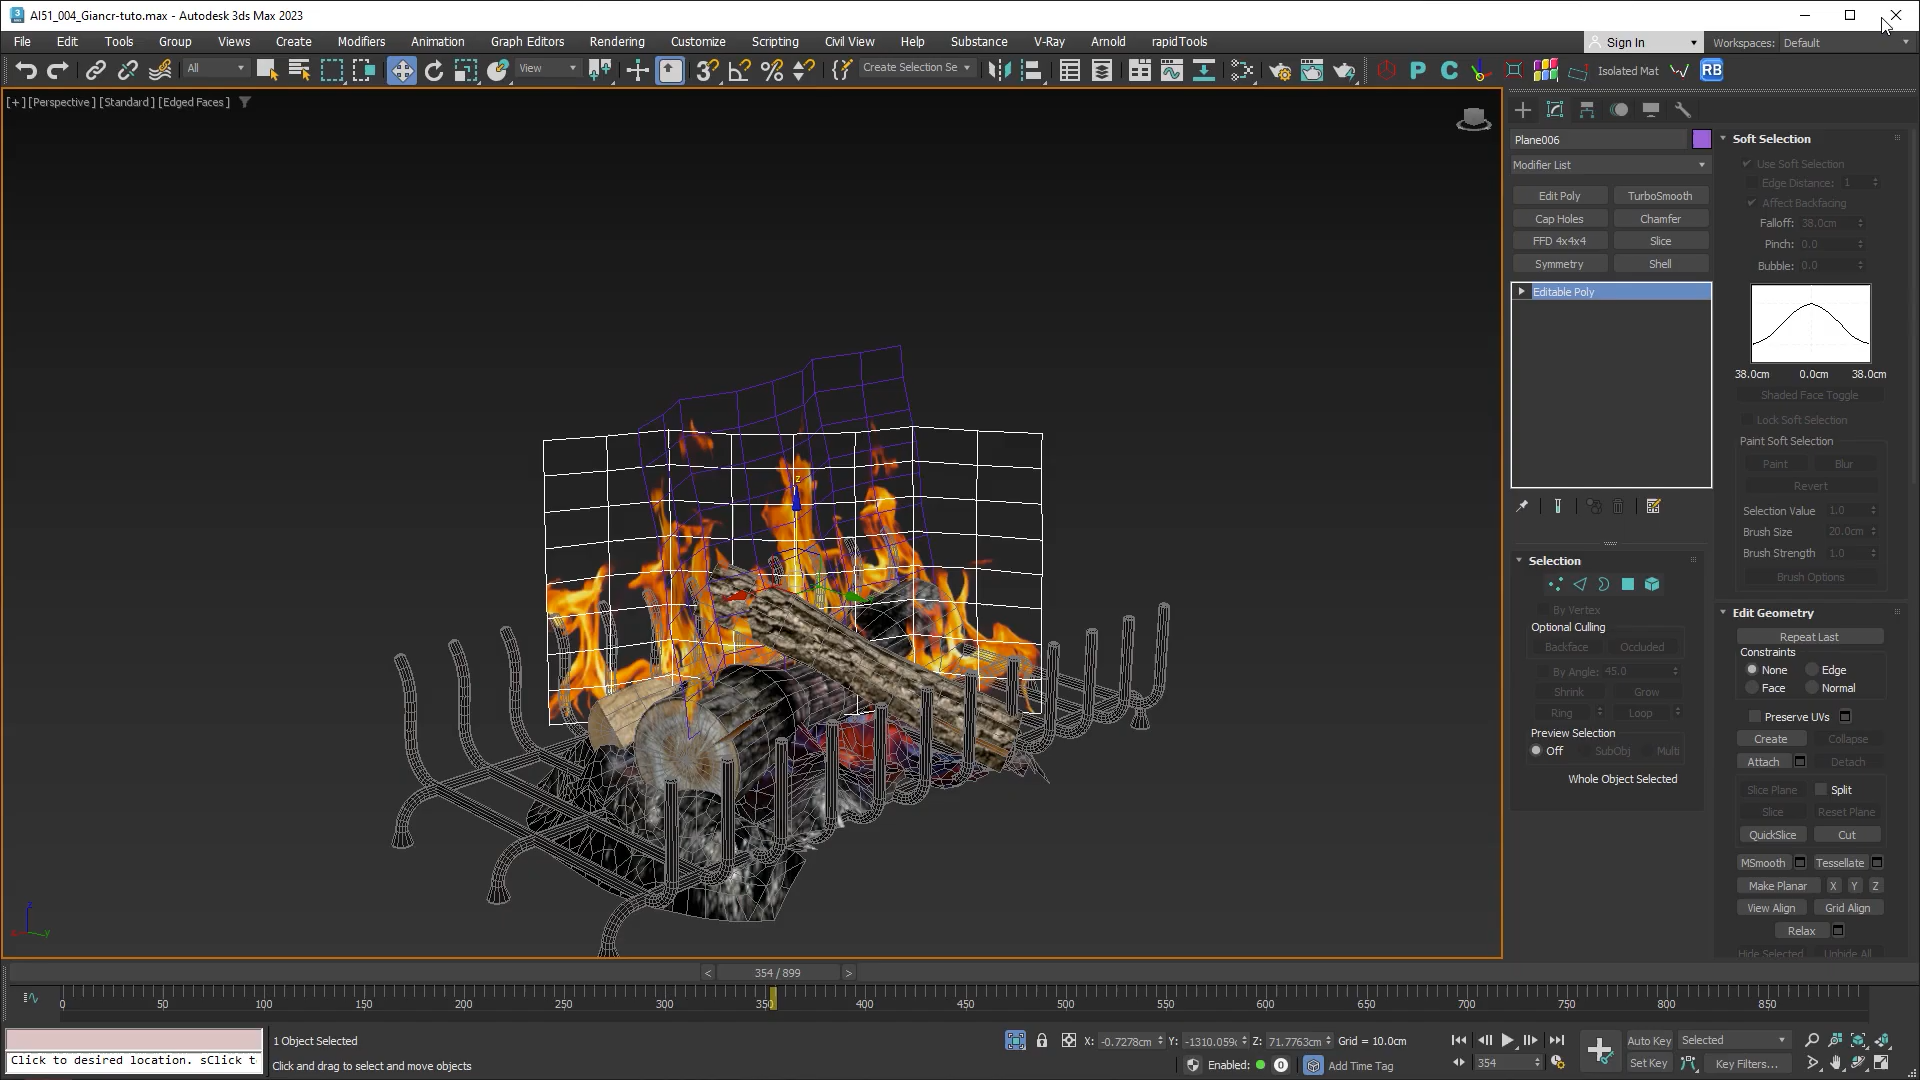 AI51_004_Giancr-tuto.max - Autodesk 3ds Max 2023
File Edit Tools Group Views Create Modifiers Animation Graph Editors Rendering Customize Scripting Civil View Help Substance V-Ray Arnold rapidTools
Sign In Workspaces: Default
All View Create Selection Se Isolated Mat RB
[+] [Perspective ] [Standard ] [Edged Faces ]
Plane006
Modifier List
Edit Poly TurboSmooth
Cap Holes Chamfer
FFD 4x4x4 Slice
Symmetry Shell
Editable Poly
Selection
By Vertex
Optional Culling
Backface Occluded
By Angle: 45.0
Shrink Grow
Ring Loop
Preview Selection
Off SubObj Multi
Whole Object Selected
Soft Selection
Use Soft Selection
Edge Distance: 1
Affect Backfacing
Falloff: 38.0cm
Pinch: 0.0
Bubble: 0.0
38.0cm 0.0cm 38.0cm
Shaded Face Toggle
Lock Soft Selection
Paint Soft Selection
Paint Blur
Revert
Selection Value 1.0
Brush Size 20.0cm
Brush Strength 1.0
Brush Options
Edit Geometry
Repeat Last
Constraints
None Edge
Face Normal
Preserve UVs
Create Collapse
Attach Detach
Slice Plane Split
Slice Reset Plane
QuickSlice Cut
MSmooth Tessellate
Make Planar X Y Z
View Align Grid Align
Relax
Hide Selected Unhide All
z
z
x y
< 354 / 899 >
0 50 100 150 200 250 300 350 400 450 500 550 600 650 700 750 800 850
1 Object Selected
Click to desired location. sClick t
Click and drag to select and move objects
X: -0.7278cm Y: -1310.059c Z: 71.7763cm Grid = 10.0cm
Enabled: 0 Add Time Tag
354
Auto Key Selected
Set Key Key Filters...